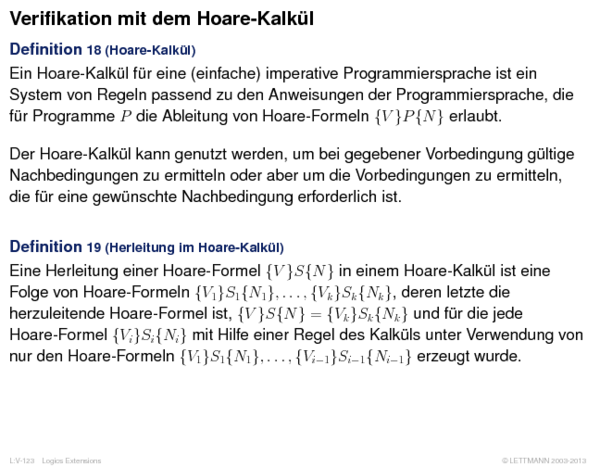 Verifikation mit dem Hoare-Kalkül
Definition 18 (Hoare-Kalkül)
Ein Hoare-Kalkül für eine (einfache) imperative Programmiersprache ist ein
System von Regeln passend zu den Anweisungen der Programmiersprache, die
für Programme P die Ableitung von Hoare-Formeln {V}P{N} erlaubt.
Der Hoare-Kalkül kann genutzt werden, um bei gegebener Vorbedingung gültige
Nachbedingungen zu ermitteln oder aber um die Vorbedingungen zu ermitteln,
die für eine gewünschte Nachbedingung erforderlich ist.
Definition 19 (Herleitung im Hoare-Kalkül)
Eine Herleitung einer Hoare-Formel {V}S{N} in einem Hoare-Kalkül ist eine
Folge von Hoare-Formeln {V₁}S₁{N₁}, . . . , {Vₖ}Sₖ{Nₖ}, deren letzte die
herzuleitende Hoare-Formel ist, {V}S{N} = {Vₖ}Sₖ{Nₖ} und für die jede
Hoare-Formel {Vᵢ}Sᵢ{Nᵢ} mit Hilfe einer Regel des Kalküls unter Verwendung von
nur den Hoare-Formeln {V₁}S₁{N₁}, . . . , {Vᵢ₋₁}Sᵢ₋₁{Nᵢ₋₁} erzeugt wurde.
L:V-123 Logics Extensions © LETTMANN 2003-2013